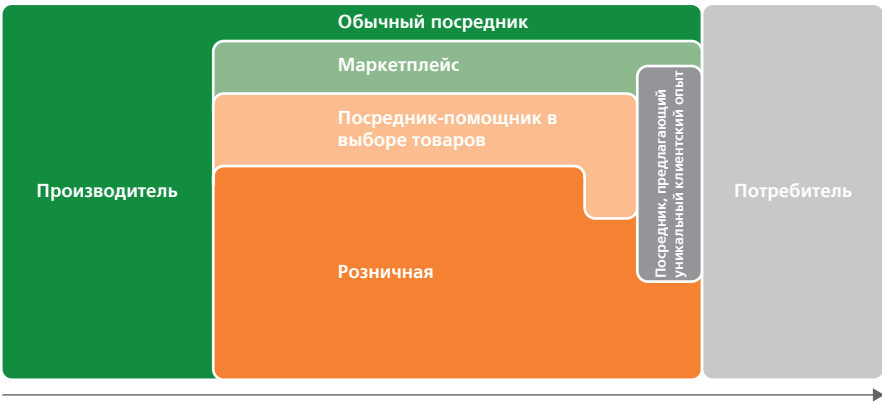 Обычный посредник
Маркетплейс
Посредник-помощник в
выборе товаров
Производитель
Розничная
Посредник, предлагающий
уникальный клиентский опыт
Потребитель